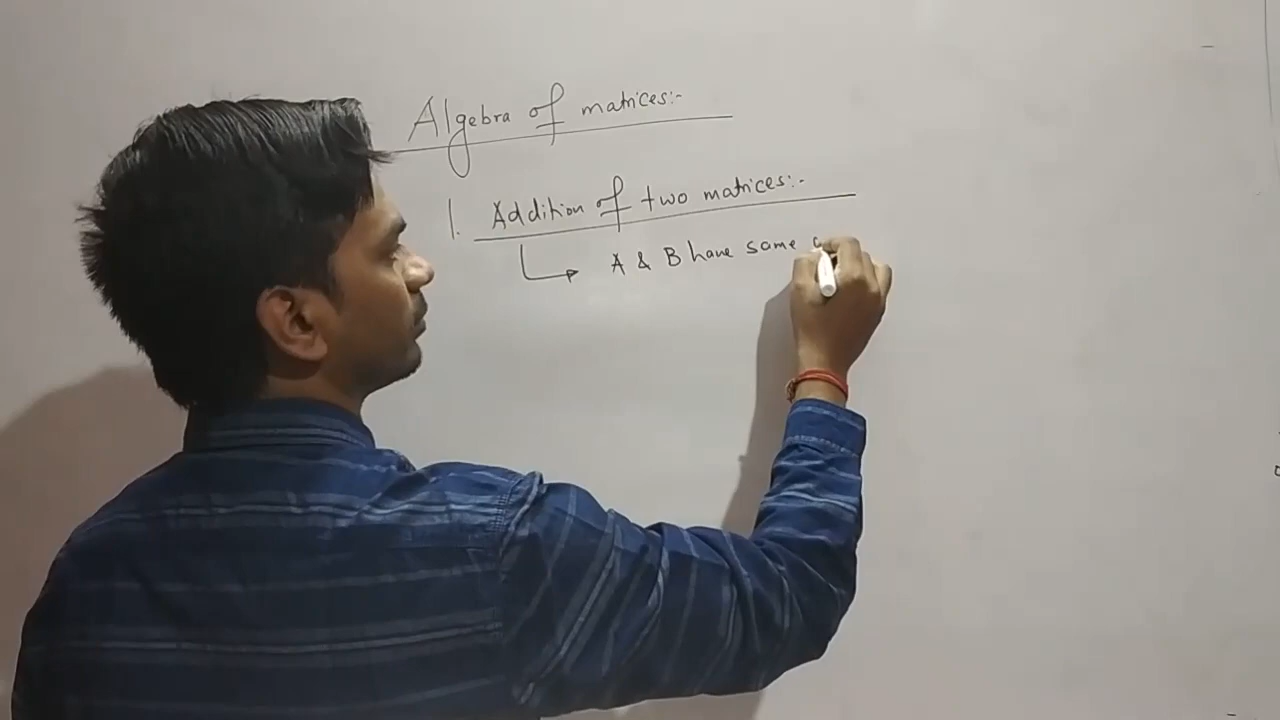 Algebra of matrices:-
1. Addition of two matrices:-
A & B have same